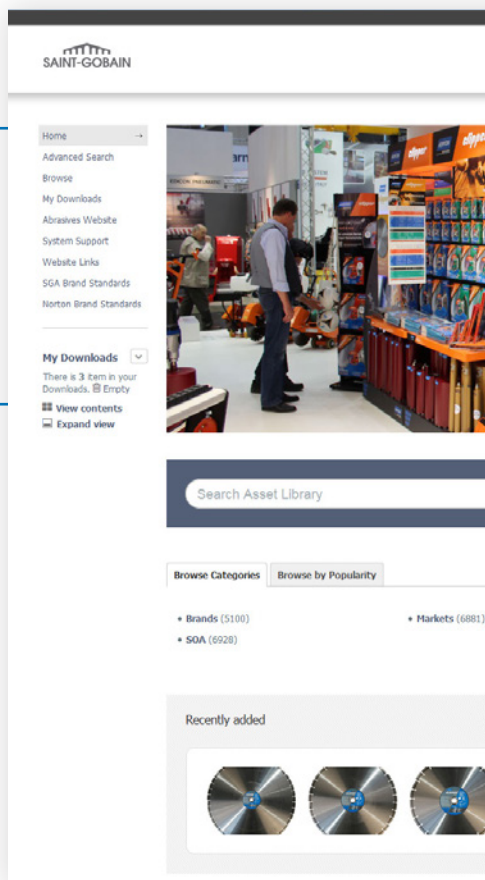 SAINT-GOBAIN
Home →
Advanced Search
Browse
My Downloads
Abrasives Website
System Support
Website Links
SGA Brand Standards
Norton Brand Standards
My Downloads
There is 3 item in your
Downloads. Empty
View contents
Expand view
clipper
clipper
Search Asset Library
Browse Categories Browse by Popularity
• Brands (5100) • Markets (6881)
• SOA (6928)
Recently added